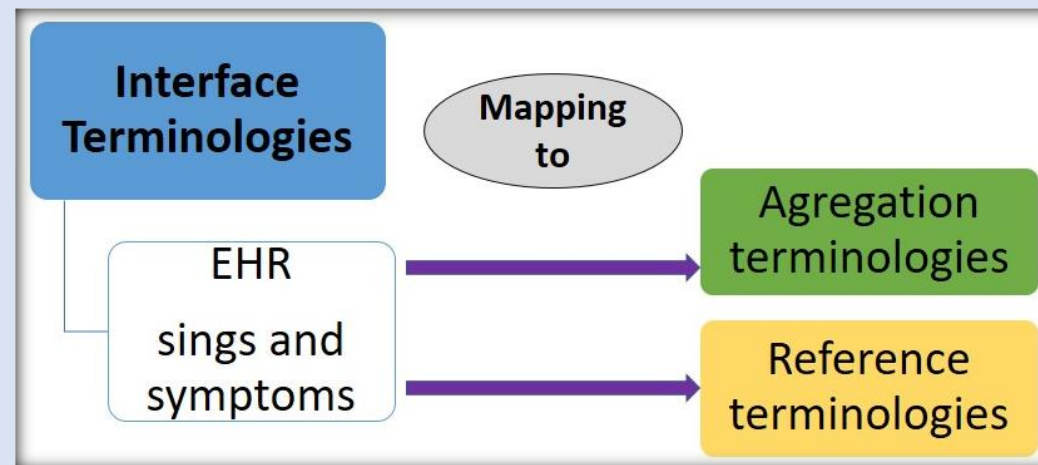 Interface
Terminologies
Mapping
to
Agregation
terminologies
EHR
sings and
symptoms
Reference
terminologies